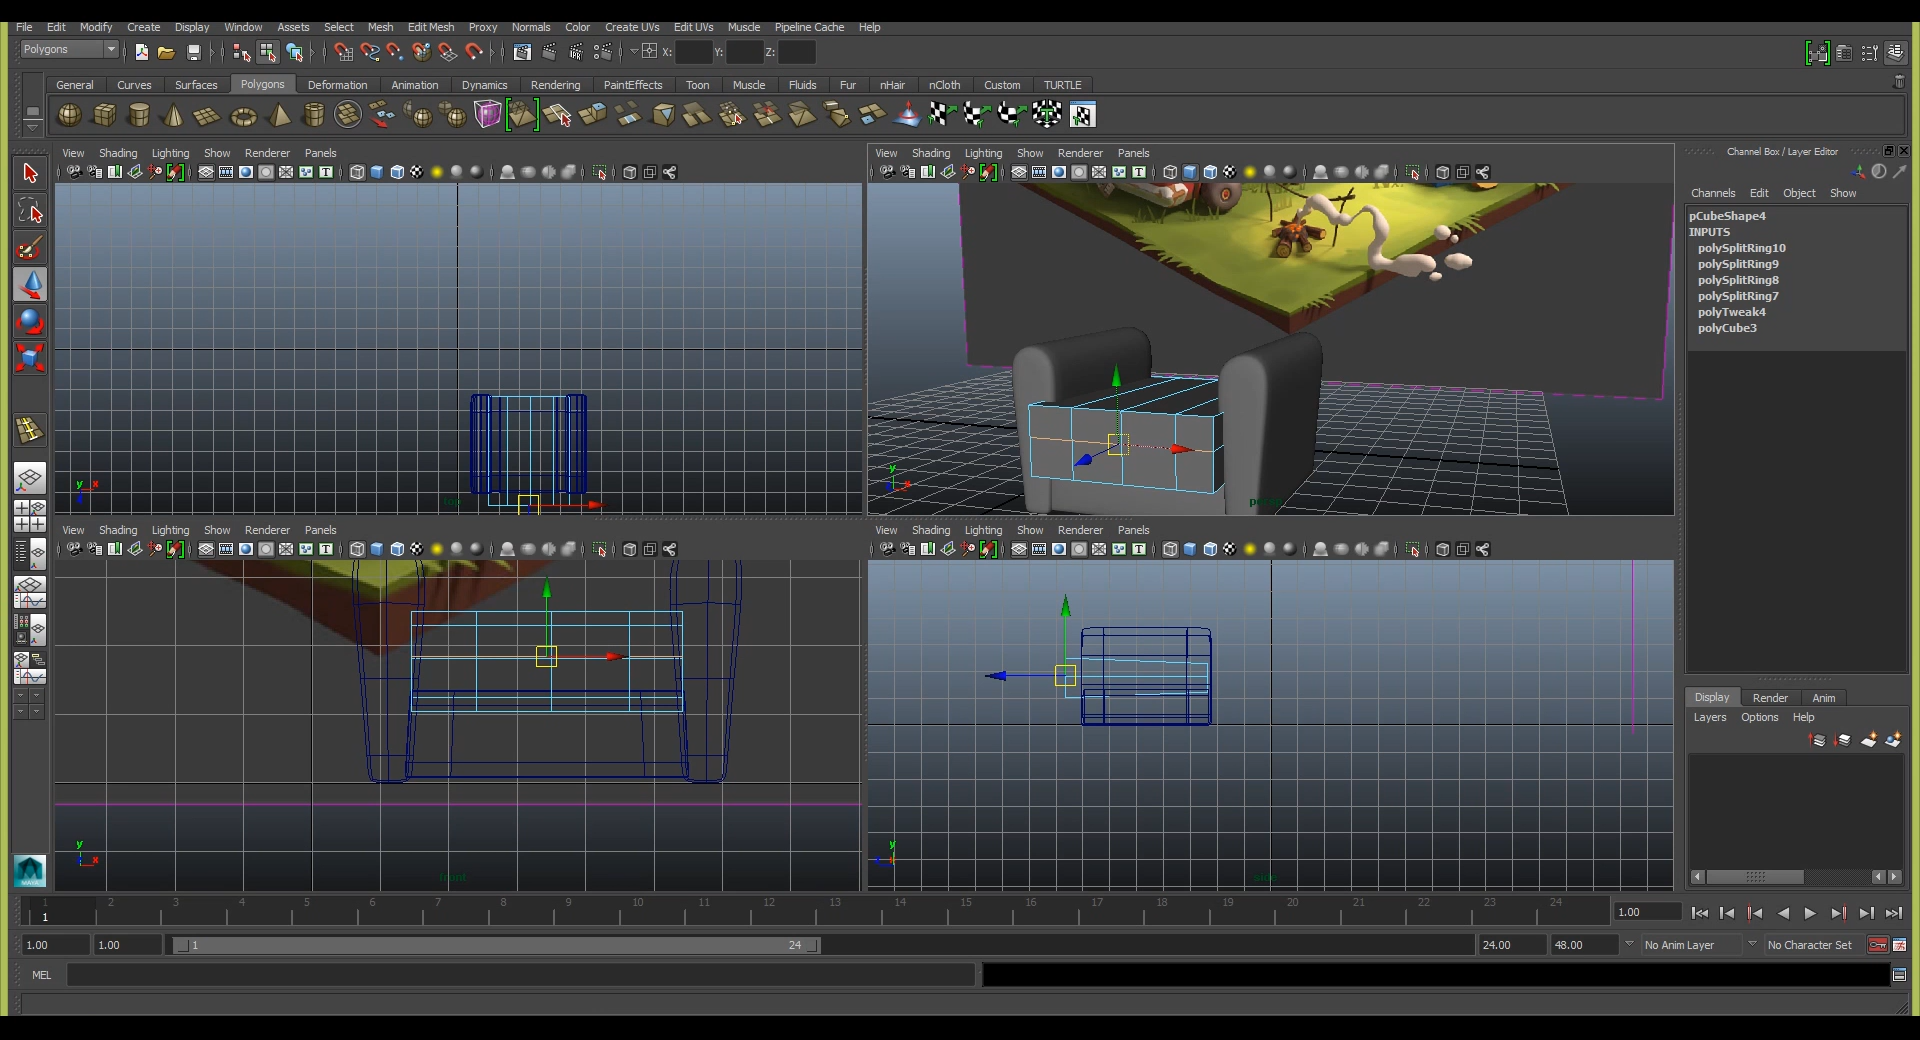 File Edit Modify Create Display Window Assets Select Mesh Edit Mesh Proxy Normals Color Create UVs Edit UVs Muscle Pipeline Cache Help
Polygons X: Y: Z:
General Curves Surfaces Polygons Deformation Animation Dynamics Rendering PaintEffects Toon Muscle Fluids Fur nHair nCloth Custom TURTLE
View Shading Lighting Show Renderer Panels
View Shading Lighting Show Renderer Panels
Channel Box / Layer Editor
Channels Edit Object Show
pCubeShape4
INPUTS
polySplitRing10
polySplitRing9
polySplitRing8
polySplitRing7
polyTweak4
polyCube3
y x
top
y x
persp
View Shading Lighting Show Renderer Panels
View Shading Lighting Show Renderer Panels
y x
front
y
side
Display Render Anim
Layers Options Help
MAYA
1 2 3 4 5 6 7 8 9 10 11 12 13 14 15 16 17 18 19 20 21 22 23 24
1
1.00
1.00 1.00 1 24 24.00 48.00 No Anim Layer No Character Set
MEL